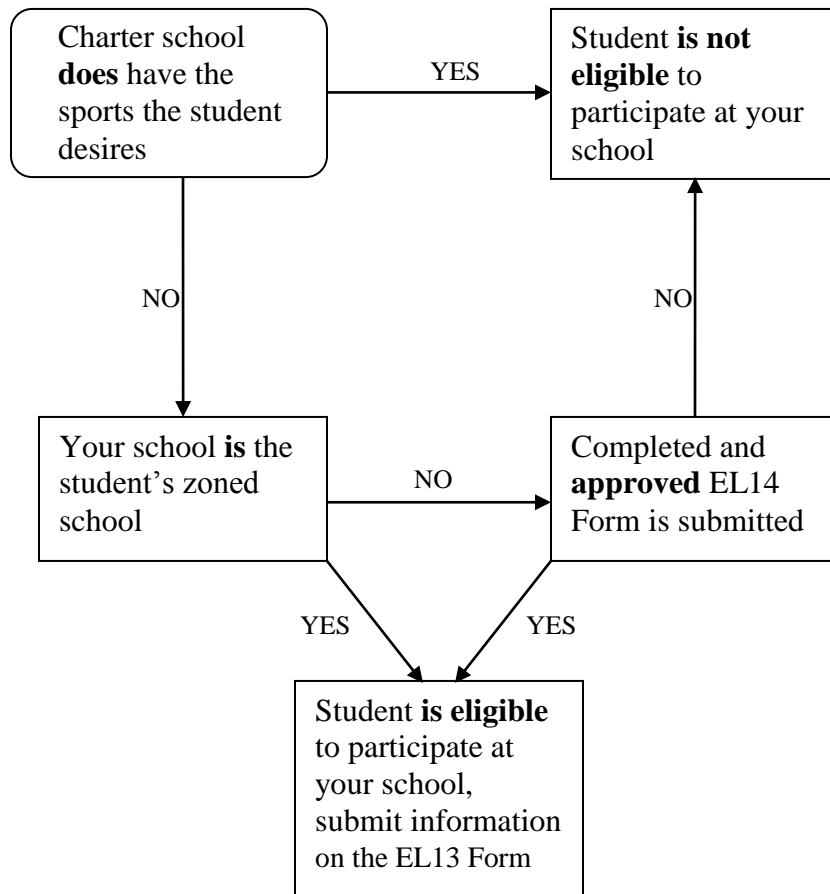 Charter school
does have the
sports the student
desires
YES
Student is not
eligible to
participate at your
school
NO
NO
Your school is the
student’s zoned
school
NO
Completed and
approved EL14
Form is submitted
YES
YES
Student is eligible
to participate at
your school,
submit information
on the EL13 Form